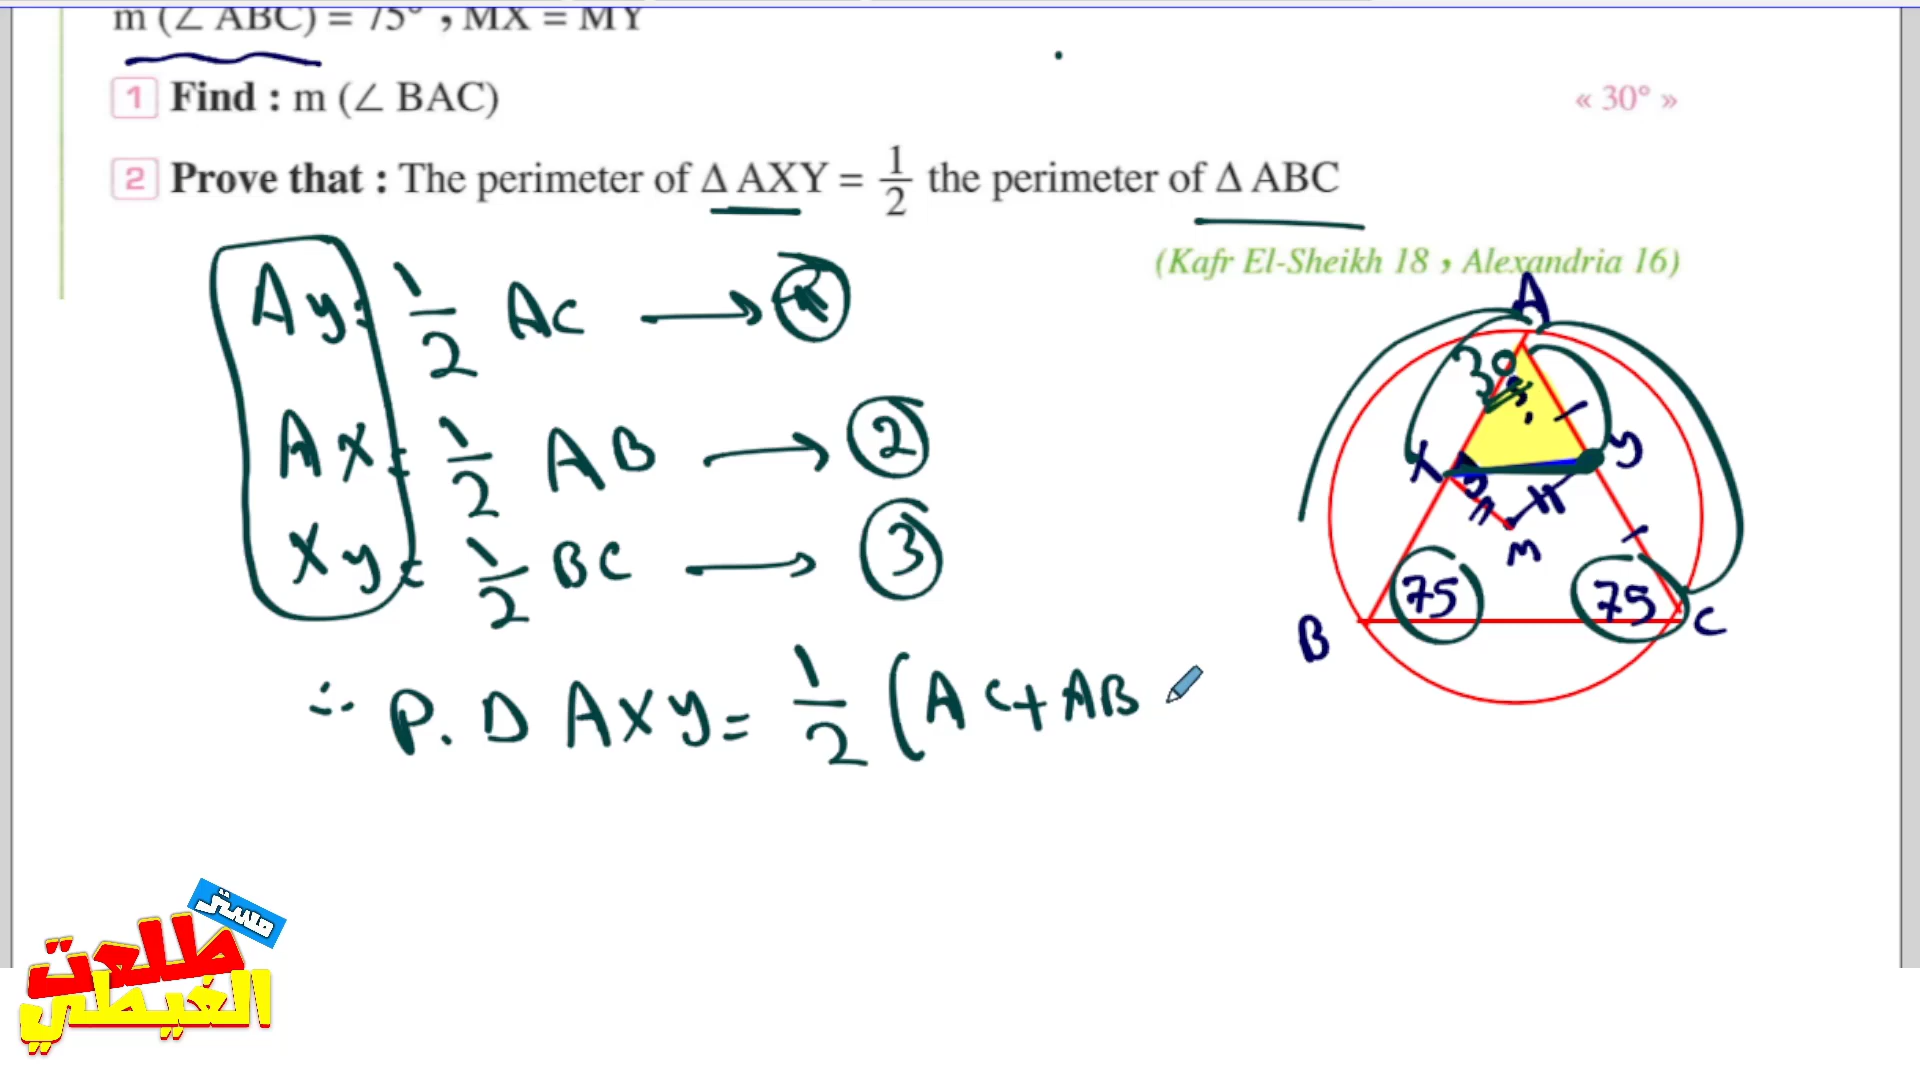 m (∠ ABC) = 75° , MX = MY
1 Find : m (∠ BAC)
« 30° »
2 Prove that : The perimeter of Δ AXY = 1/2 the perimeter of Δ ABC
(Kafr El-Sheikh 18 , Alexandria 16)
Ay = 1/2 AC →
AX = 1/2 AB → 2
Xy = 1/2 BC → 3
∴ P. Δ AXy = 1/2 (AC + AB
A
30
X
y
M
75
75
B
C
مستر
طلعت
الغيطي